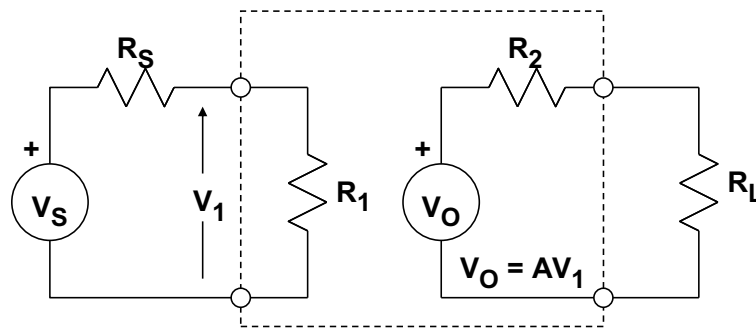 R_S
R_2
+
+
V_S
V_1
R_1
V_O
R_L
V_O = AV_1